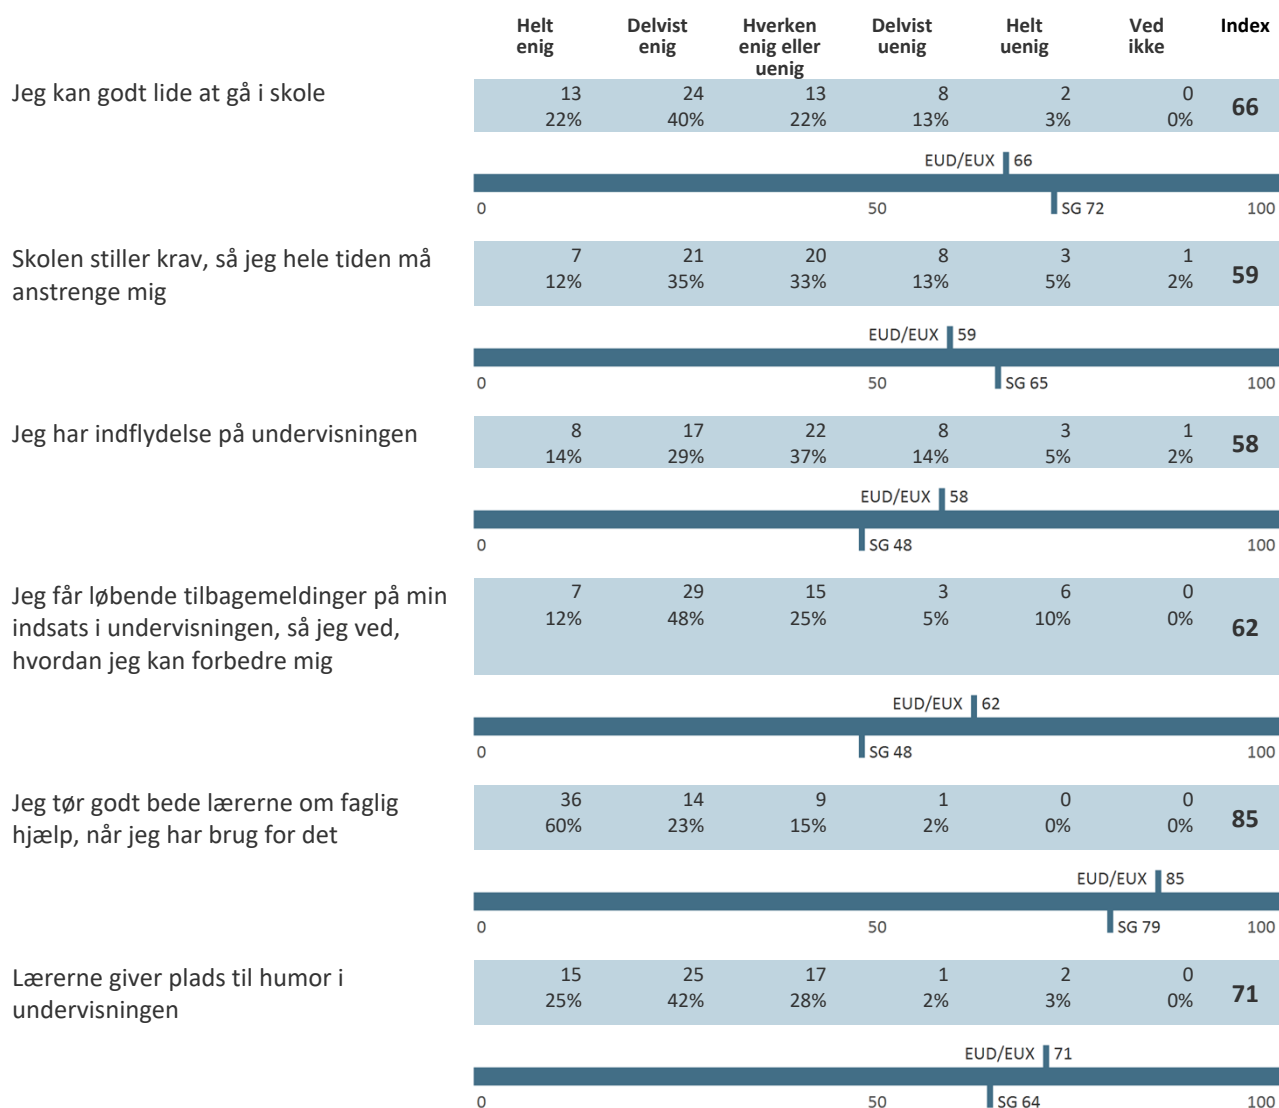 Helt Delvist Hverken Delvist Helt Ved Index
enig enig enig eller uenig uenig ikke
uenig
Jeg kan godt lide at gå i skole
13 24 13 8 2 0 66
22% 40% 22% 13% 3% 0%
EUD/EUX 66
0 50 SG 72 100
Skolen stiller krav, så jeg hele tiden må
anstrenge mig
7 21 20 8 3 1 59
12% 35% 33% 13% 5% 2%
EUD/EUX 59
0 50 SG 65 100
Jeg har indflydelse på undervisningen
8 17 22 8 3 1 58
14% 29% 37% 14% 5% 2%
EUD/EUX 58
0 SG 48 100
Jeg får løbende tilbagemeldinger på min
indsats i undervisningen, så jeg ved,
hvordan jeg kan forbedre mig
7 29 15 3 6 0 62
12% 48% 25% 5% 10% 0%
EUD/EUX 62
0 SG 48 100
Jeg tør godt bede lærerne om faglig
hjælp, når jeg har brug for det
36 14 9 1 0 0 85
60% 23% 15% 2% 0% 0%
EUD/EUX 85
0 50 SG 79 100
Lærerne giver plads til humor i
undervisningen
15 25 17 1 2 0 71
25% 42% 28% 2% 3% 0%
EUD/EUX 71
0 50 SG 64 100